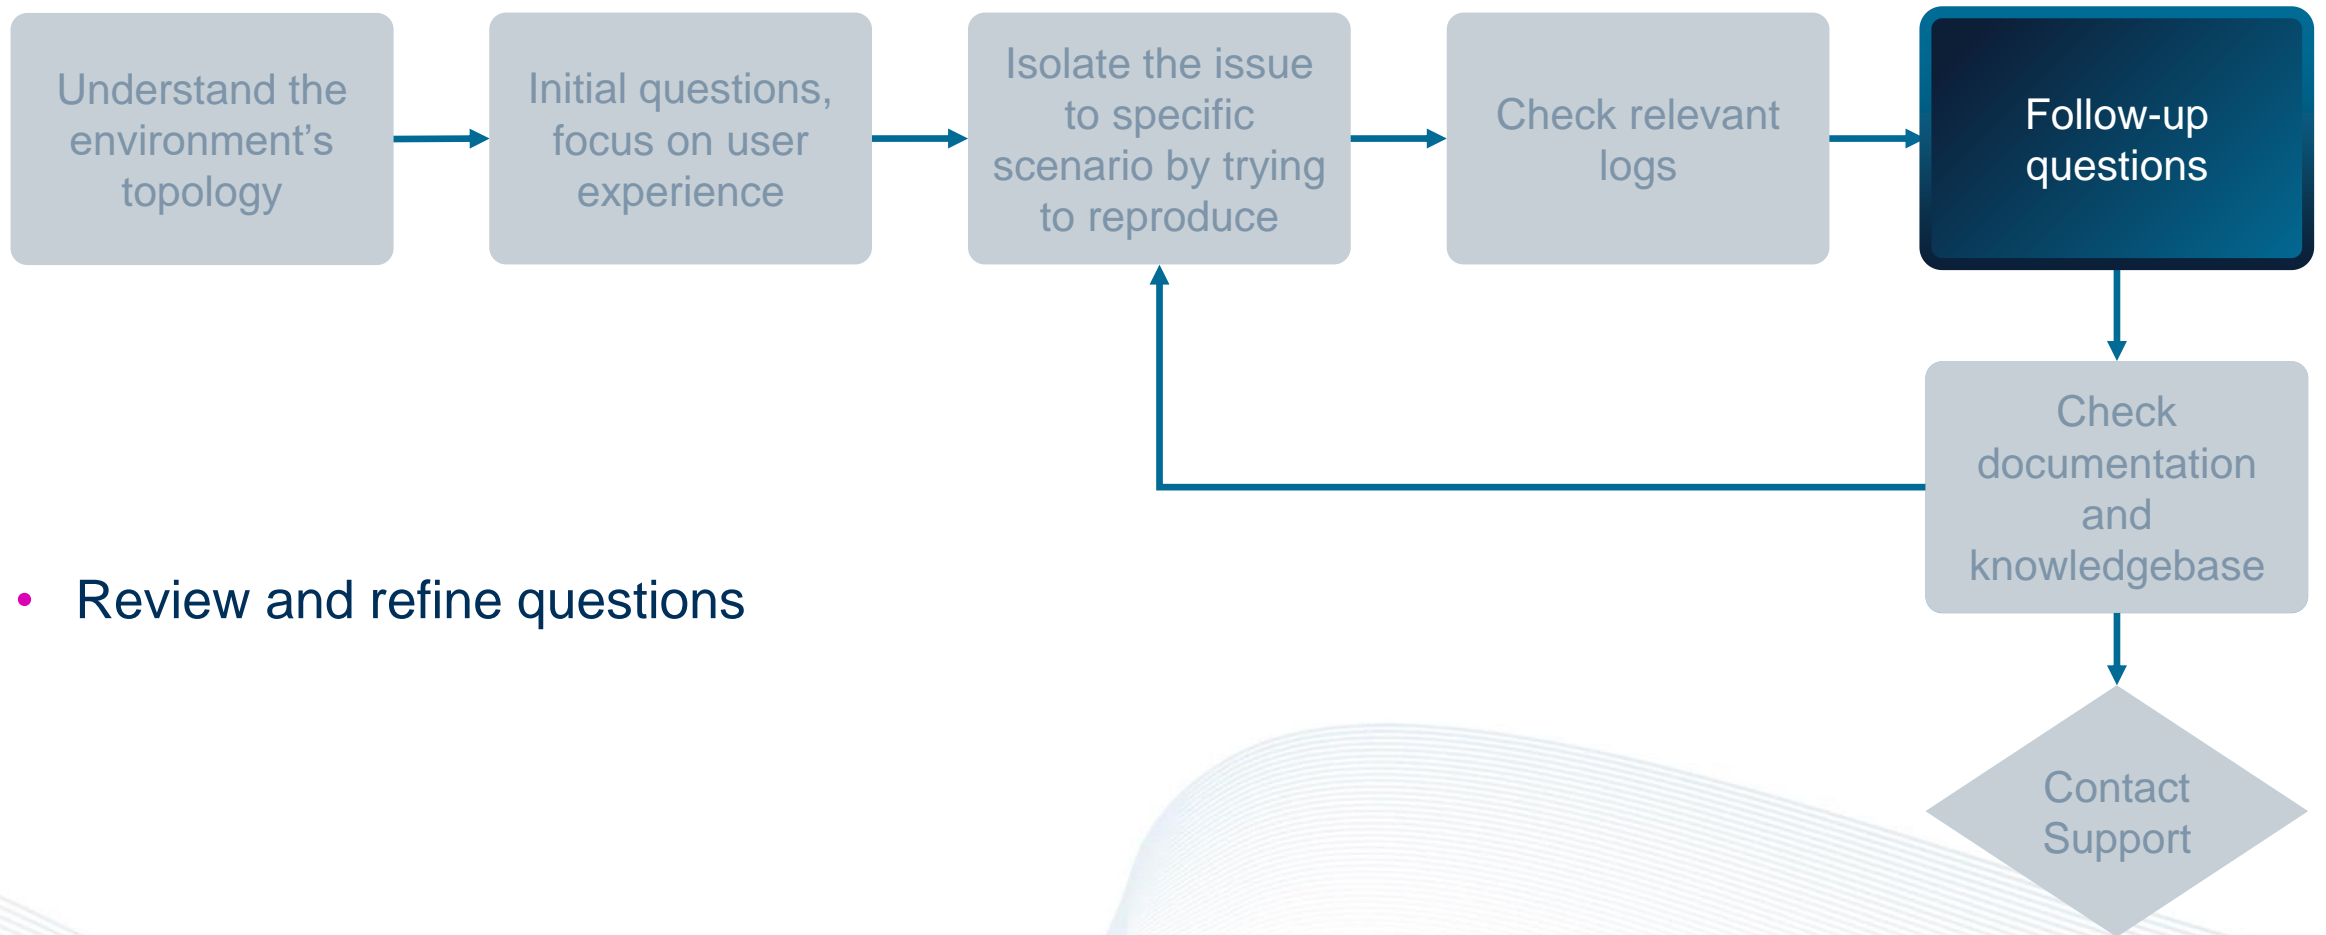 Understand the
environment’s
topology
Initial questions,
focus on user
experience
Isolate the issue
to specific
scenario by trying
to reproduce
Check relevant
logs
Follow-up
questions
Check
documentation
and
knowledgebase
Contact
Support
• Review and refine questions